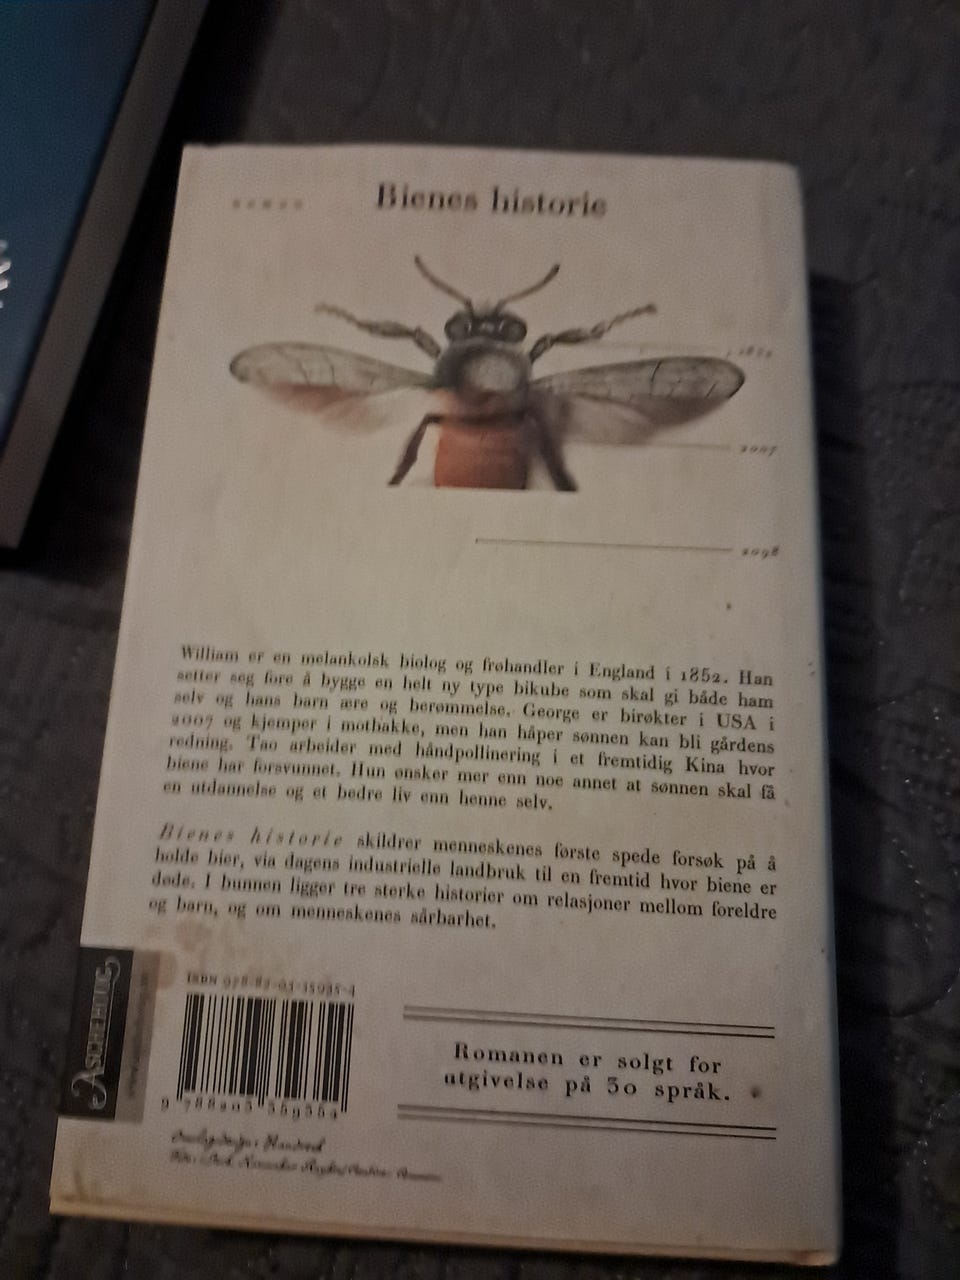 ROMAN
Bienes historie
1852
2007
2098
William er en melankolsk biolog og frøhandler i England i 1852. Han
setter seg fore å bygge en helt ny type bikube som skal gi både ham
selv og hans barn ære og berømmelse. George er birøkter i USA i
2007 og kjemper i motbakke, men han håper sønnen kan bli gårdens
redning. Tao arbeider med håndpollinering i et fremtidig Kina hvor
biene har forsvunnet. Hun ønsker mer enn noe annet at sønnen skal få
en utdannelse og et bedre liv enn henne selv.
Bienes historie skildrer menneskenes første spede forsøk på å
holde bier, via dagens industrielle landbruk til en fremtid hvor biene er
døde. I bunnen ligger tre sterke historier om relasjoner mellom foreldre
og barn, og om menneskenes sårbarhet.
ASCHEHOUG
ISBN
Romanen er solgt for
utgivelse på 30 språk.
Omslagsdesign: Handverk